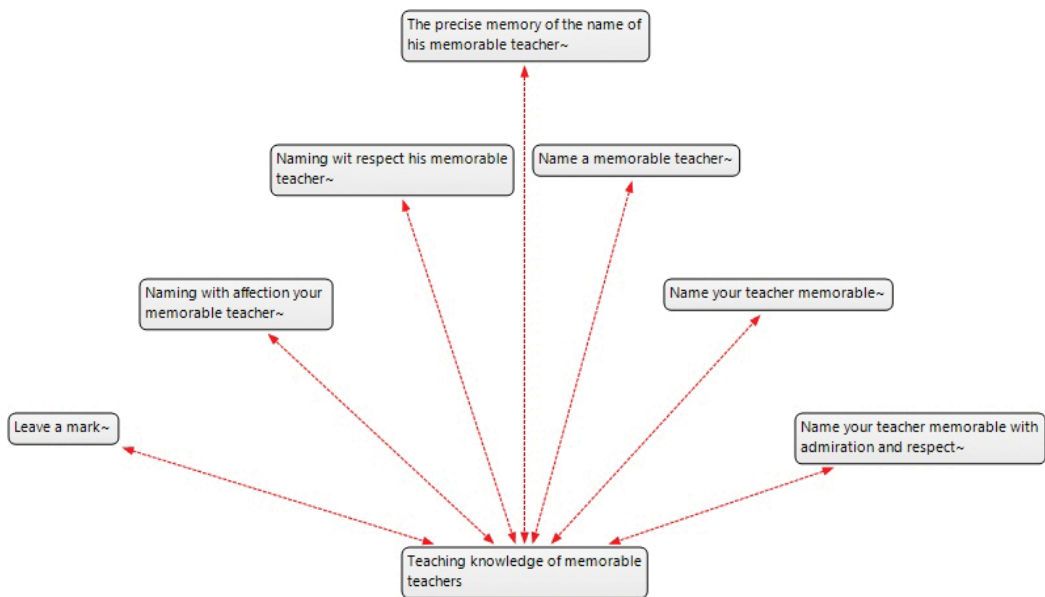 The precise memory of the name of
his memorable teacher~
Naming wit respect his memorable
teacher~
Name a memorable teacher~
Naming with affection your
memorable teacher~
Name your teacher memorable~
Leave a mark~
Name your teacher memorable with
admiration and respect~
Teaching knowledge of memorable
teachers